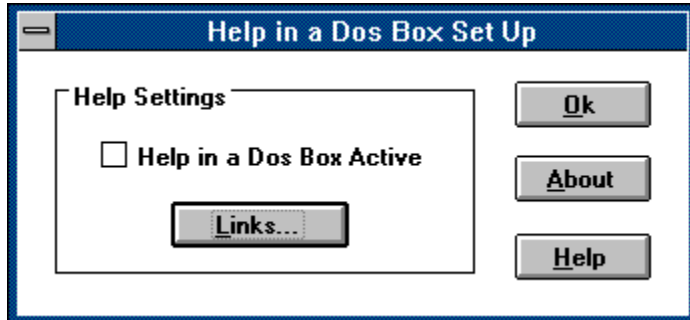 Help in a Dos Box Set Up
Help Settings
Help in a Dos Box Active
Links...
Ok
About
Help